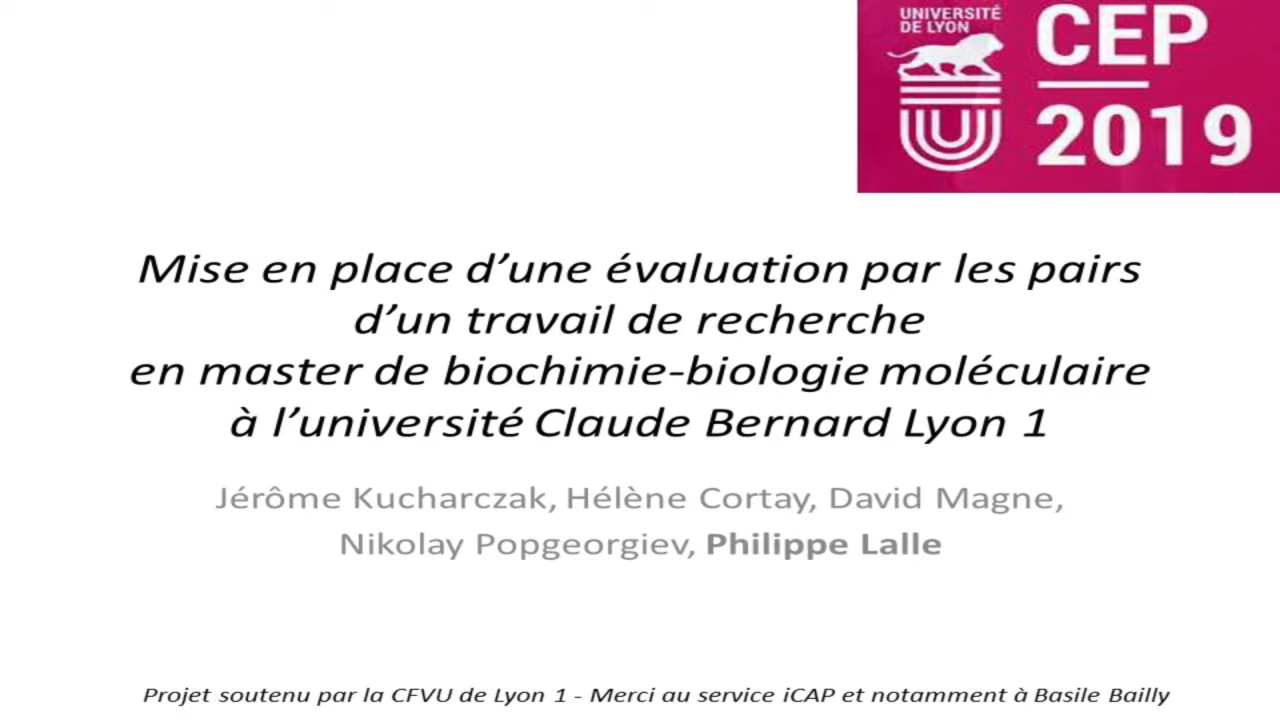 UNIVERSITÉ
DE LYON
CEP
2019
Mise en place d’une évaluation par les pairs
d’un travail de recherche
en master de biochimie-biologie moléculaire
à l’université Claude Bernard Lyon 1
Jérôme Kucharczak, Hélène Cortay, David Magne,
Nikolay Popgeorgiev, Philippe Lalle
Projet soutenu par la CFVU de Lyon 1 - Merci au service iCAP et notamment à Basile Bailly